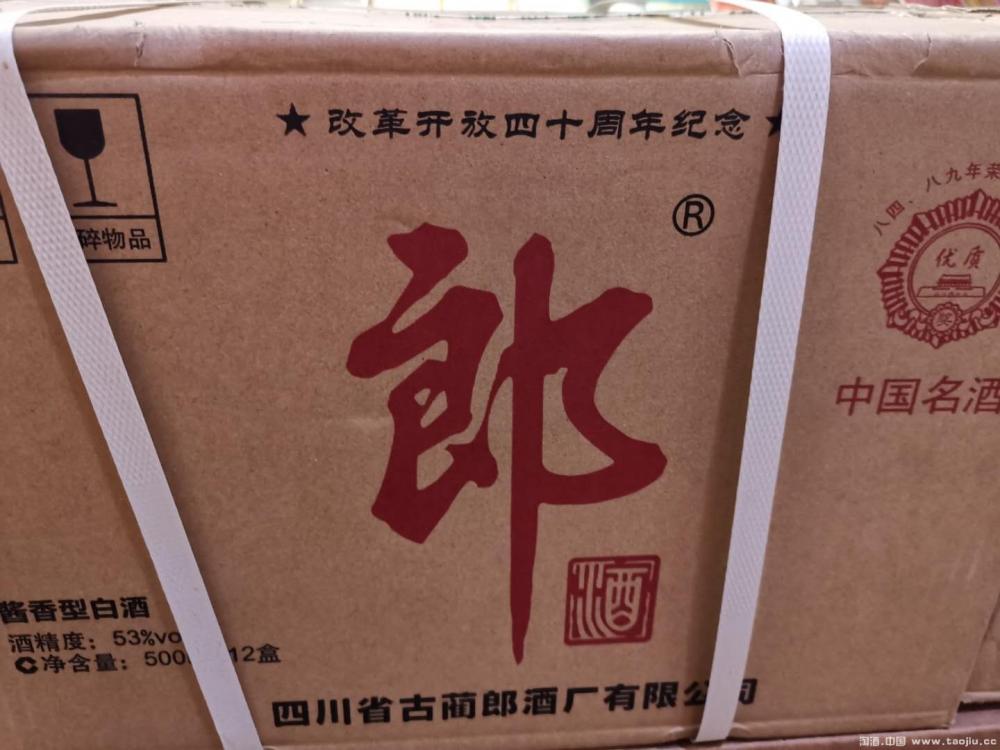 ★改革开放四十周年纪念★
碎物品
®
郎
酒
八四、八九年荣
优质
奖
中国名酒
酱香型白酒
酒精度：53%vo
净含量：500 12盒
四川省古蔺郎酒厂有限公司
淘酒.中国 www.taojiu.cc